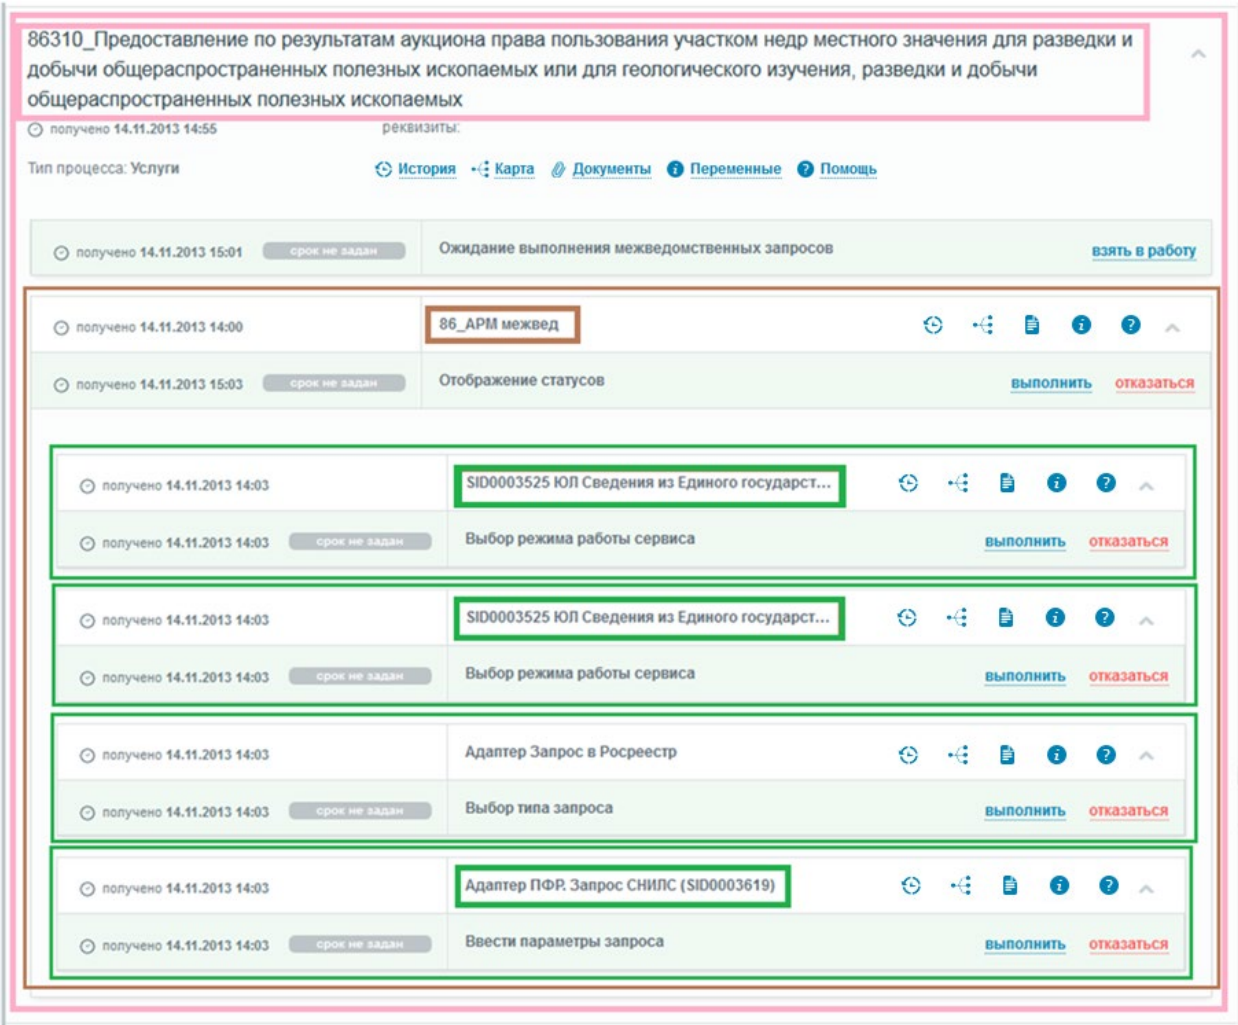 86310_Предоставление по результатам аукциона права пользования участком недр местного значения для разведки и
добычи общераспространенных полезных ископаемых или для геологического изучения, разведки и добычи
общераспространенных полезных ископаемых
получено 14.11.2013 14:55 реквизиты:
Тип процесса: Услуги История Карта Документы Переменные Помощь
получено 14.11.2013 15:01 срок не задан Ожидание выполнения межведомственных запросов взять в работу
получено 14.11.2013 14:00 86_АРМ межвед
получено 14.11.2013 15:03 срок не задан Отображение статусов выполнить отказаться
получено 14.11.2013 14:03 SID0003525 ЮЛ Сведения из Единого государст...
получено 14.11.2013 14:03 срок не задан Выбор режима работы сервиса выполнить отказаться
получено 14.11.2013 14:03 SID0003525 ЮЛ Сведения из Единого государст...
получено 14.11.2013 14:03 срок не задан Выбор режима работы сервиса выполнить отказаться
получено 14.11.2013 14:03 Адаптер Запрос в Росреестр
получено 14.11.2013 14:03 срок не задан Выбор типа запроса выполнить отказаться
получено 14.11.2013 14:03 Адаптер ПФР. Запрос СНИЛС (SID0003619)
получено 14.11.2013 14:03 срок не задан Ввести параметры запроса выполнить отказаться